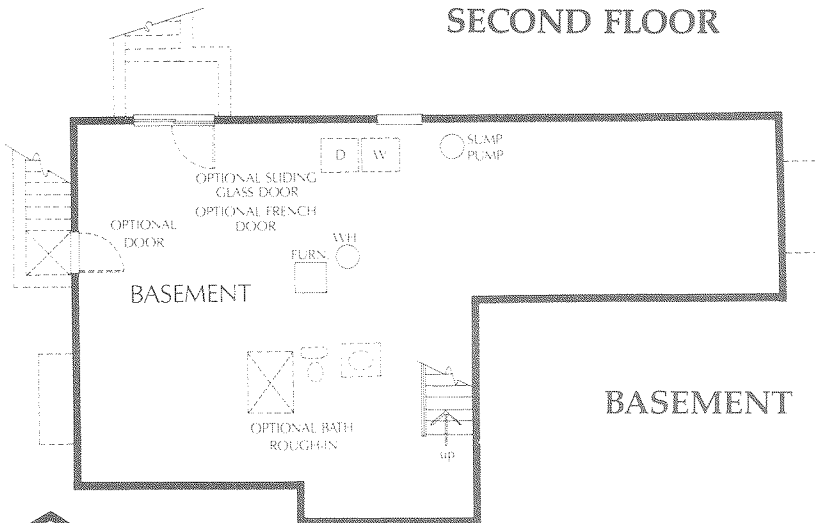 SECOND FLOOR
D W
SUMP
PUMP
OPTIONAL SLIDING
GLASS DOOR
OPTIONAL FRENCH
DOOR
OPTIONAL
DOOR
WH
FURN.
BASEMENT
BASEMENT
OPTIONAL BATH
ROUGH-IN
up